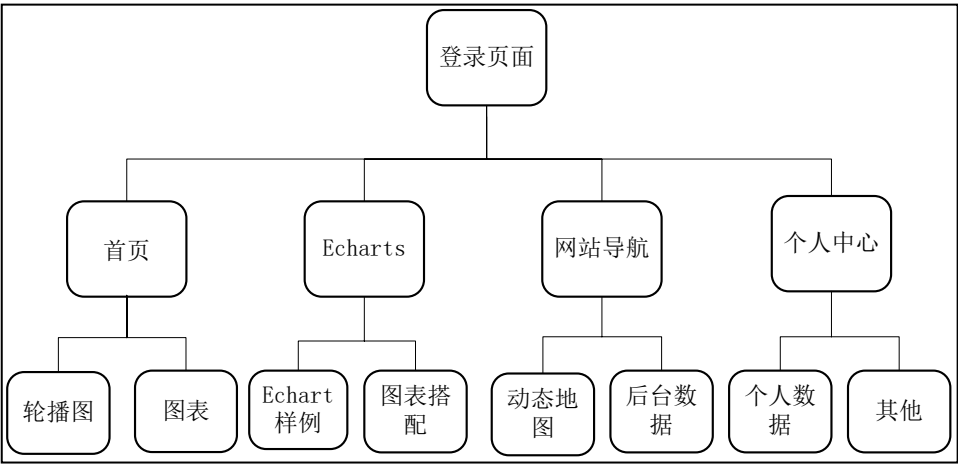 登录页面
首页
Echarts
网站导航
个人中心
轮播图
图表
Echart
样例
图表搭
配
动态地
图
后台数
据
个人数
据
其他